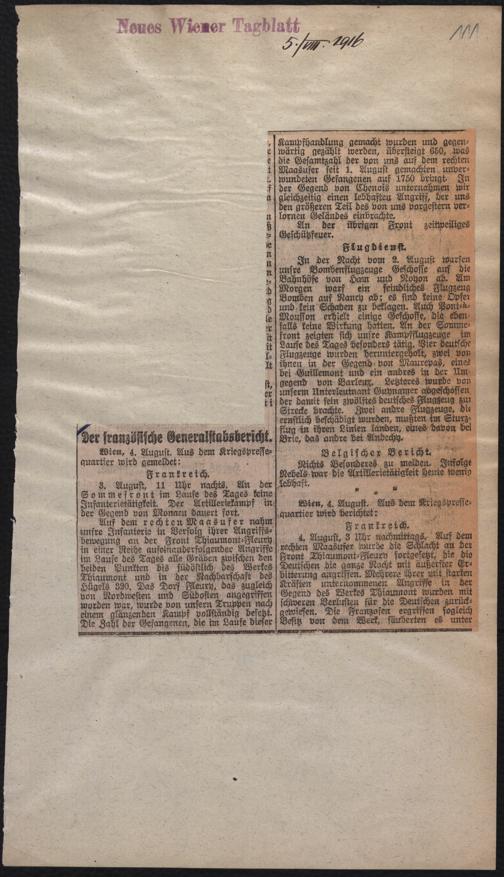 Neues Wiener Tagblatt
5./VIII. 1916
111
Der französische Generalstabsbericht.
Wien, 4. August. Aus dem Kriegspresse-
quartier wird gemeldet:
Frankreich.
3. August, 11 Uhr nachts. An der
Sommefront im Laufe des Tages keine
Infanterietätigkeit. Der Artilleriekampf in
der Gegend von Monacu dauert fort.
Auf dem rechten Maasufer nahm
unsre Infanterie in Verfolg ihrer Angriffs-
bewegung an der Front Thiaumont-Fleury
in einer Reihe aufeinanderfolgender Angriffe
im Laufe des Tages alle Gräben zwischen den
beiden Punkten bis südöstlich des Werkes
Thiaumont und in der Nachbarschaft des
Hügels 320. Das Dorf Fleury, das zugleich
von Nordwesten und Südosten angegriffen
worden war, wurde von unsern Truppen nach
einem glänzenden Kampf vollständig besetzt.
Die Zahl der Gefangenen, die im Laufe dieser
Kampfhandlung gemacht wurden und gegen-
wärtig gezählt werden, übersteigt 650, was
die Gesamtzahl der von uns auf dem rechten
Maasufer seit 1. August gemachten unver-
wundeten Gefangenen auf 1750 bringt. In
der Gegend von Chenois unternahmen wir
gleichzeitig einen lebhaften Angriff, der uns
den größeren Teil des von uns vorgestern ver-
lornen Geländes einbrachte.
An der übrigen Front zeitweiliges
Geschützfeuer.
Flugdienst.
In der Nacht vom 2. August warfen
unsre Bombenflugzeuge Geschosse auf die
Bahnhöfe von Ham und Noyon ab. Am
Morgen warf ein feindliches Flugzeug
Bomben auf Nancy ab; es sind keine Opfer
und kein Schaden zu beklagen. Auch Pont-à-
Mousson erhielt einige Geschosse, die eben-
falls keine Wirkung hatten. An der Somme-
front zeigten sich unsre Kampfflugzeuge im
Laufe des Tages besonders tätig. Vier deutsche
Flugzeuge wurden heruntergeholt, zwei von
ihnen in der Gegend von Maurepas, eines
bei Guillemont und ein andres in der Um-
gegend von Barleux. Letzteres wurde von
unserm Unterleutnant Guynamer abgeschossen,
der damit sein zwölftes deutsches Flugzeug zur
Strecke brachte. Zwei andre Flugzeuge, die
ernstlich beschädigt wurden, mußten im Sturz-
flug in ihren Linien landen, eines davon bei
Brie, das andre bei Andechy.
Belgischer Bericht.
Nichts Besonderes zu melden. Infolge
Nebels war die Artillerietätigkeit heute wenig
lebhaft.
* * *
Wien, 4. August. Aus dem Kriegspresse-
quartier wird berichtet:
Frankreich.
4. August, 3 Uhr nachmittags. Auf dem
rechten Maasufer wurde die Schlacht an der
Front Thiaumont-Fleury fortgesetzt, die die
Deutschen die ganze Nacht mit äußerster Er-
bitterung angriffen. Mehrere ihrer mit starken
Kräften unternommenen Angriffe in der
Gegend des Werkes Thiaumont wurden mit
schweren Verlusten für die Deutschen zurück-
gewiesen. Die Franzosen ergriffen sogleich
Besitz von dem Werk, säuberten es unter